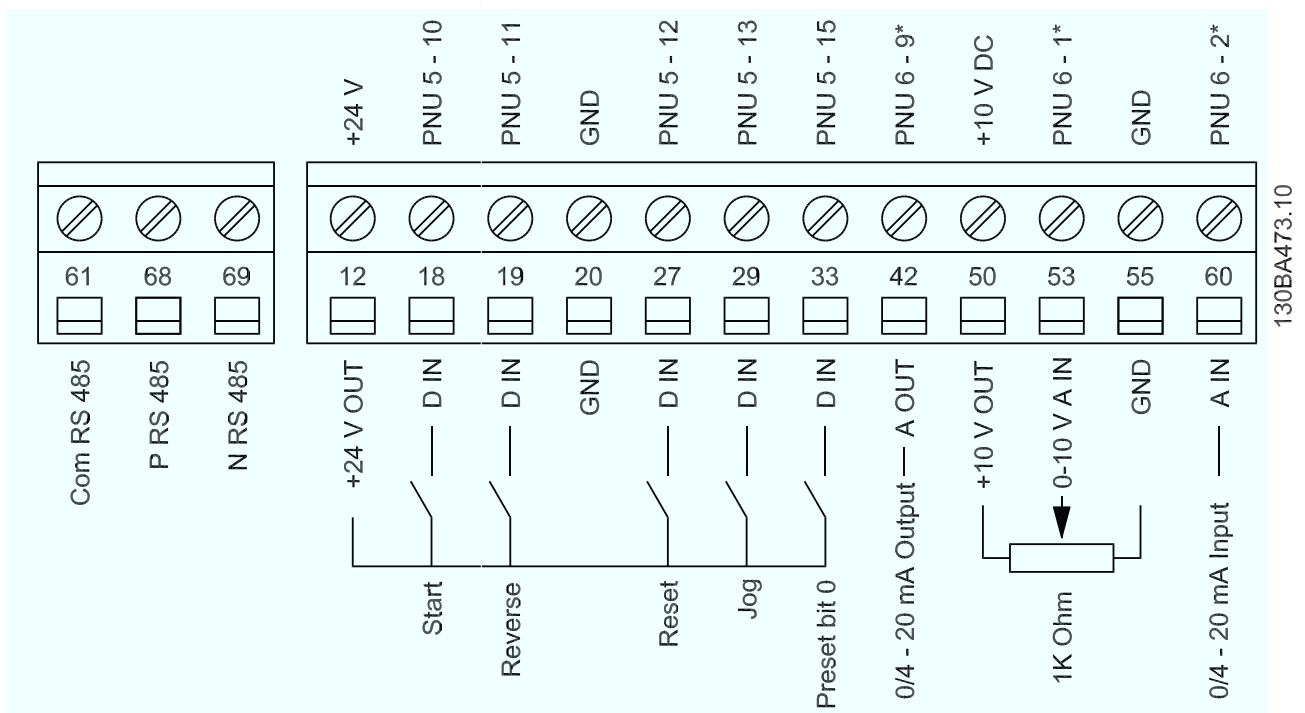 +24 V
PNU 5 - 10
PNU 5 - 11
GND
PNU 5 - 12
PNU 5 - 13
PNU 5 - 15
PNU 6 - 9*
+10 V DC
PNU 6 - 1*
GND
PNU 6 - 2*
61
68
69
12
18
19
20
27
29
33
42
50
53
55
60
Com RS 485
P RS 485
N RS 485
+24 V OUT
D IN
D IN
GND
D IN
D IN
D IN
A OUT
+10 V OUT
0-10 V A IN
GND
A IN
Start
Reverse
Reset
Jog
Preset bit 0
0/4 - 20 mA Output
1K Ohm
0/4 - 20 mA Input
130BA473.10